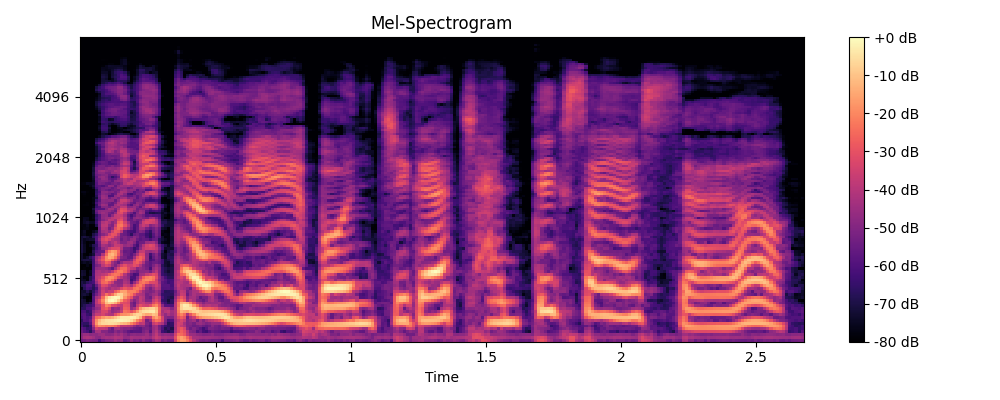 Mel-Spectrogram
+0 dB
-10 dB
-20 dB
-30 dB
-40 dB
-50 dB
-60 dB
-70 dB
-80 dB
Hz
4096
2048
1024
512
0
0 0.5 1 1.5 2 2.5
Time